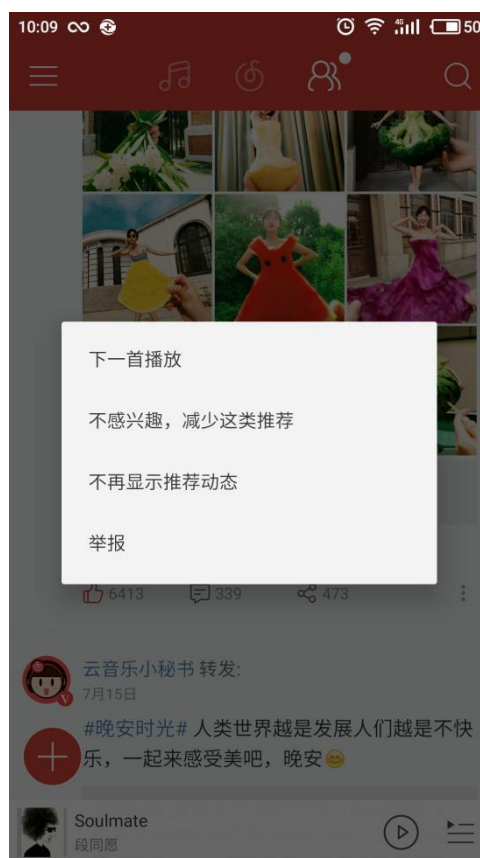 10:09
4G
50
下一首播放
不感兴趣，减少这类推荐
不再显示推荐动态
举报
6413 339 473
云音乐小秘书 转发:
7月15日
#晚安时光# 人类世界越是发展人们越是不快
乐，一起来感受美吧，晚安😊
Soulmate
段同愿